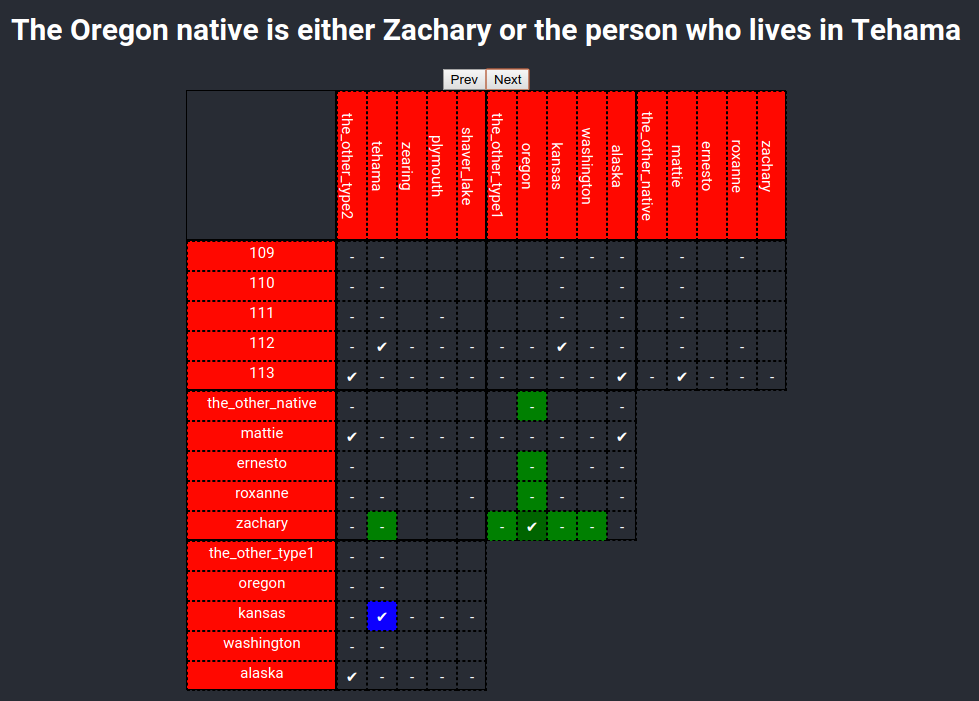 The Oregon native is either Zachary or the person who lives in Tehama
Prev Next
the_other_type2 tehama zearing plymouth shaver_lake the_other_type1 oregon kansas washington alaska the_other_native mattie ernesto roxanne zachary
109 - - - - - - -
110 - - - - -
111 - - - - - -
112 - ✔ - - - - - ✔ - - - -
113 ✔ - - - - - - - - ✔ - ✔ - - -
the_other_native - - -
mattie ✔ - - - - - - - - ✔
ernesto - - - -
roxanne - - - - - -
zachary - - - ✔ - - -
the_other_type1 - -
oregon - -
kansas - ✔ - - -
washington - -
alaska ✔ - - - -